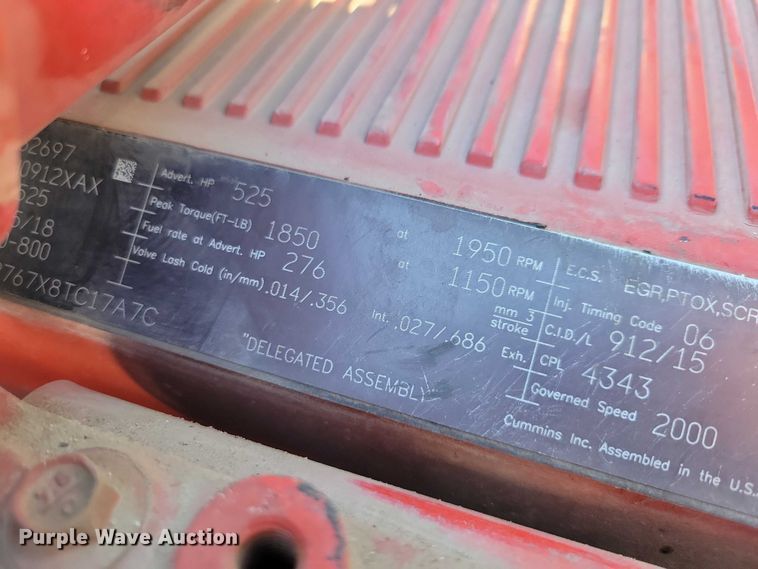 62697
0912XAX
525
5/18
0-800
767X8TC17A7C
Advert. HP 525 at 1950 RPM
Peak Torque(FT-LB) 1850 at 1150 RPM
Fuel rate at Advert. HP 276 mm 3 stroke
Valve Lash Cold (in/mm) .014/.356 Int. .027/.686 Exh.
"DELEGATED ASSEMBLY
E.C.S. EGR,PTOX,SCR
Inj. Timing Code 06
C.I.D./L 912/15
CPL 4343
Governed Speed 2000
Cummins Inc. Assembled in the U.S.A
Purple Wave Auction